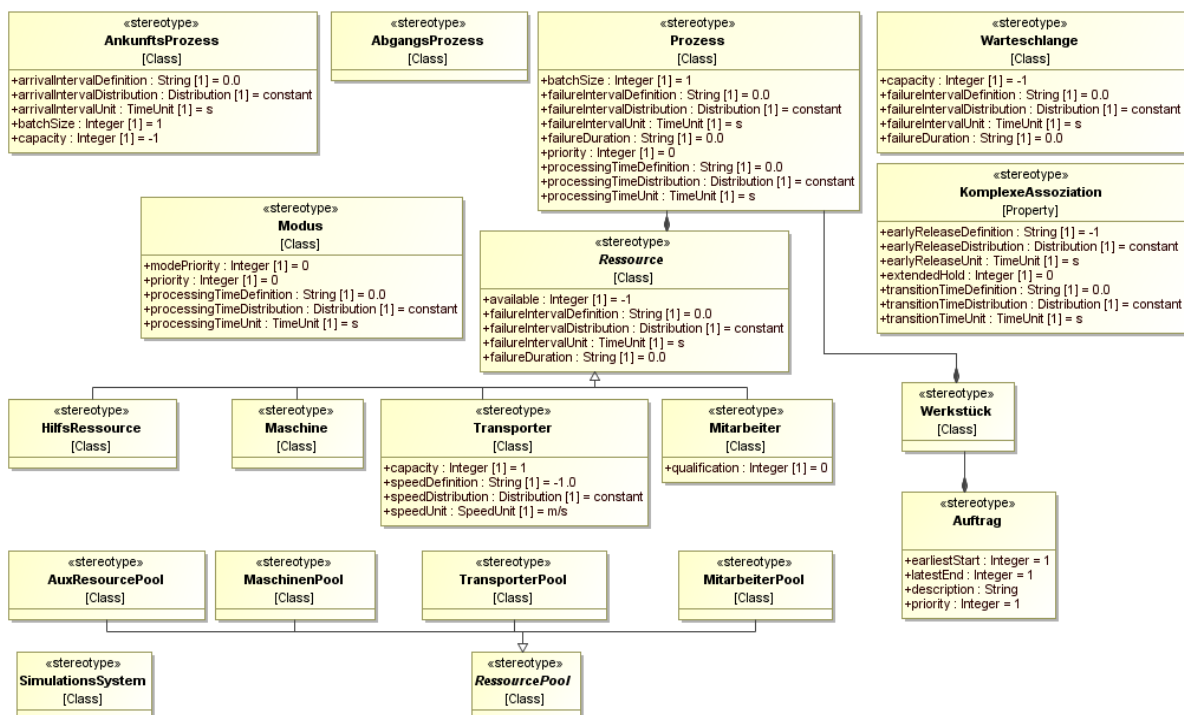 «stereotype»
AnkunftsProzess
[Class]
+arrivalIntervalDefinition : String [1] = 0.0
+arrivalIntervalDistribution : Distribution [1] = constant
+arrivalIntervalUnit : TimeUnit [1] = s
+batchSize : Integer [1] = 1
+capacity : Integer [1] = -1
«stereotype»
AbgangsProzess
[Class]
«stereotype»
Prozess
[Class]
+batchSize : Integer [1] = 1
+failureIntervalDefinition : String [1] = 0.0
+failureIntervalDistribution : Distribution [1] = constant
+failureIntervalUnit : TimeUnit [1] = s
+failureDuration : String [1] = 0.0
+priority : Integer [1] = 0
+processingTimeDefinition : String [1] = 0.0
+processingTimeDistribution : Distribution [1] = constant
+processingTimeUnit : TimeUnit [1] = s
«stereotype»
Warteschlange
[Class]
+capacity : Integer [1] = -1
+failureIntervalDefinition : String [1] = 0.0
+failureIntervalDistribution : Distribution [1] = constant
+failureIntervalUnit : TimeUnit [1] = s
+failureDuration : String [1] = 0.0
«stereotype»
KomplexeAssoziation
[Property]
+earlyReleaseDefinition : String [1] = -1
+earlyReleaseDistribution : Distribution [1] = constant
+earlyReleaseUnit : TimeUnit [1] = s
+extendedHold : Integer [1] = 0
+transitionTimeDefinition : String [1] = 0.0
+transitionTimeDistribution : Distribution [1] = constant
+transitionTimeUnit : TimeUnit [1] = s
«stereotype»
Modus
[Class]
+modePriority : Integer [1] = 0
+priority : Integer [1] = 0
+processingTimeDefinition : String [1] = 0.0
+processingTimeDistribution : Distribution [1] = constant
+processingTimeUnit : TimeUnit [1] = s
«stereotype»
Ressource
[Class]
+available : Integer [1] = -1
+failureIntervalDefinition : String [1] = 0.0
+failureIntervalDistribution : Distribution [1] = constant
+failureIntervalUnit : TimeUnit [1] = s
+failureDuration : String [1] = 0.0
«stereotype»
HilfsRessource
[Class]
«stereotype»
Maschine
[Class]
«stereotype»
Transporter
[Class]
+capacity : Integer [1] = 1
+speedDefinition : String [1] = -1.0
+speedDistribution : Distribution [1] = constant
+speedUnit : SpeedUnit [1] = m/s
«stereotype»
Mitarbeiter
[Class]
+qualification : Integer [1] = 0
«stereotype»
Werkstück
[Class]
«stereotype»
Auftrag
[Class]
+earliestStart : Integer = 1
+latestEnd : Integer = 1
+description : String
+priority : Integer = 1
«stereotype»
AuxResourcePool
[Class]
«stereotype»
MaschinenPool
[Class]
«stereotype»
TransporterPool
[Class]
«stereotype»
MitarbeiterPool
[Class]
«stereotype»
SimulationsSystem
[Class]
«stereotype»
RessourcePool
[Class]